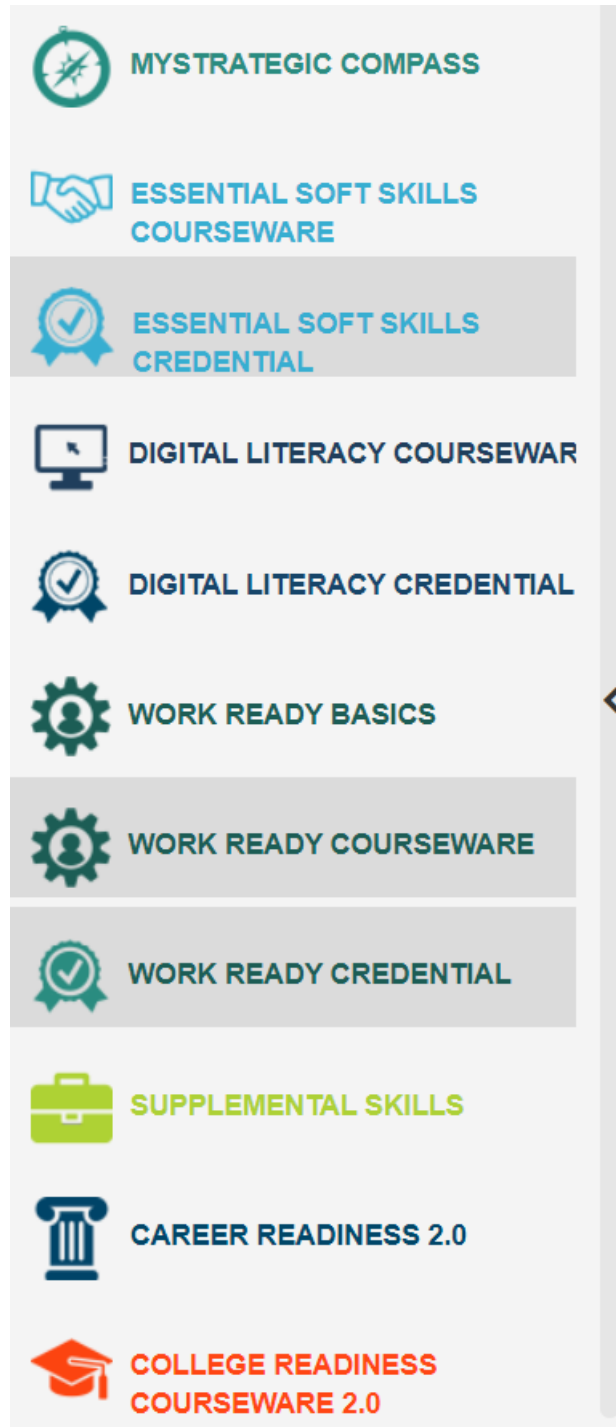 MYSTRATEGIC COMPASS
ESSENTIAL SOFT SKILLS
COURSEWARE
ESSENTIAL SOFT SKILLS
CREDENTIAL
DIGITAL LITERACY COURSEWAR
DIGITAL LITERACY CREDENTIAL
WORK READY BASICS
WORK READY COURSEWARE
WORK READY CREDENTIAL
SUPPLEMENTAL SKILLS
CAREER READINESS 2.0
COLLEGE READINESS
COURSEWARE 2.0